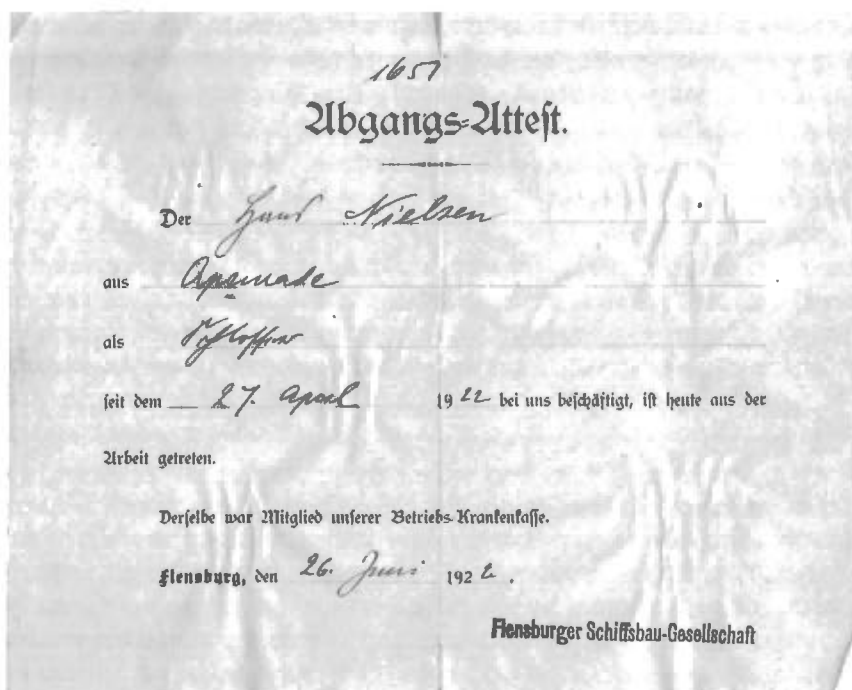 1651
Abgangs-Attest.
Der Hans Nielsen
aus Apenrade
als Schlosser
seit dem 27. April 1922 bei uns beschäftigt, ist heute aus der
Arbeit getreten.
Derselbe war Mitglied unserer Betriebs-Krankenkasse.
Flensburg, den 26. Juni 1922.
Flensburger Schiffsbau-Gesellschaft